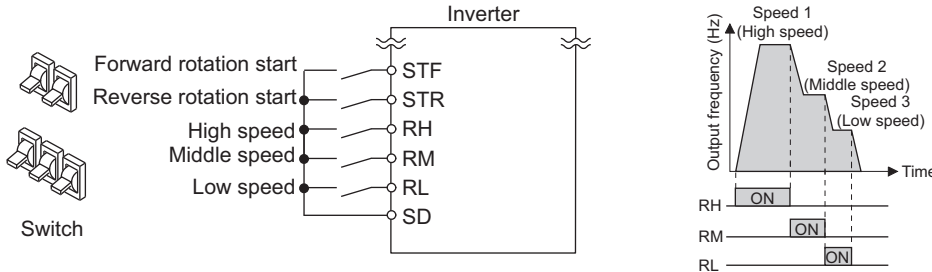 Inverter
Forward rotation start
STF
Reverse rotation start
STR
High speed
RH
Middle speed
RM
Low speed
RL
SD
Switch
Output frequency (Hz)
Speed 1
(High speed)
Speed 2
(Middle speed)
Speed 3
(Low speed)
Time
RH
ON
RM
ON
RL
ON